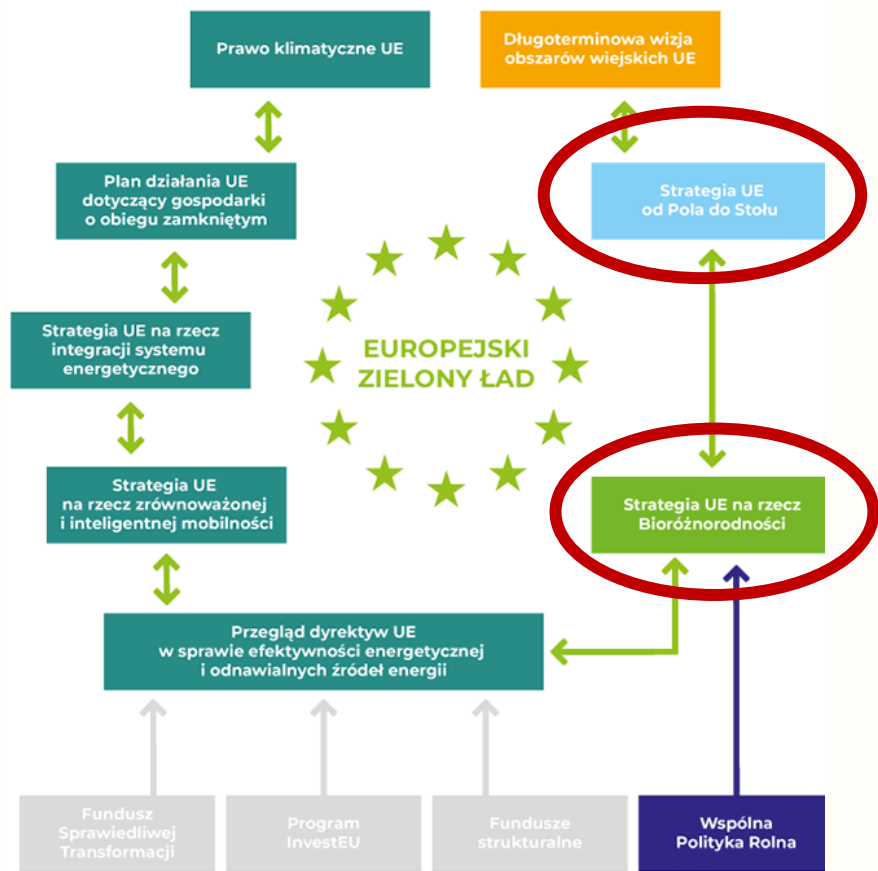 Prawo klimatyczne UE
Długoterminowa wizja
obszarów wiejskich UE
Plan działania UE
dotyczący gospodarki
o obiegu zamkniętym
Strategia UE
od Pola do Stołu
Strategia UE na rzecz
integracji systemu
energetycznego
EUROPEJSKI
ZIELONY ŁAD
Strategia UE
na rzecz zrównoważonej
i inteligentnej mobilności
Strategia UE na rzecz
Bioróżnorodności
Przegląd dyrektyw UE
w sprawie efektywności energetycznej
i odnawialnych źródeł energii
Fundusz
Sprawiedliwej
Transformacji
Program
InvestEU
Fundusze
strukturalne
Wspólna
Polityka Rolna